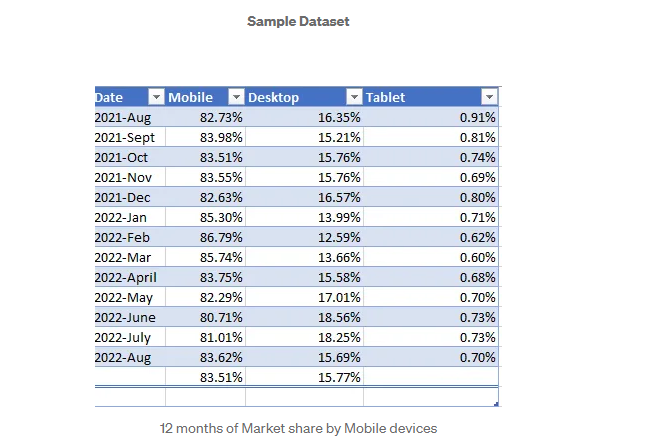 Sample Dataset
Date Mobile Desktop Tablet
2021-Aug 82.73% 16.35% 0.91%
2021-Sept 83.98% 15.21% 0.81%
2021-Oct 83.51% 15.76% 0.74%
2021-Nov 83.55% 15.76% 0.69%
2021-Dec 82.63% 16.57% 0.80%
2022-Jan 85.30% 13.99% 0.71%
2022-Feb 86.79% 12.59% 0.62%
2022-Mar 85.74% 13.66% 0.60%
2022-April 83.75% 15.58% 0.68%
2022-May 82.29% 17.01% 0.70%
2022-June 80.71% 18.56% 0.73%
2022-July 81.01% 18.25% 0.73%
2022-Aug 83.62% 15.69% 0.70%
83.51% 15.77%
12 months of Market share by Mobile devices